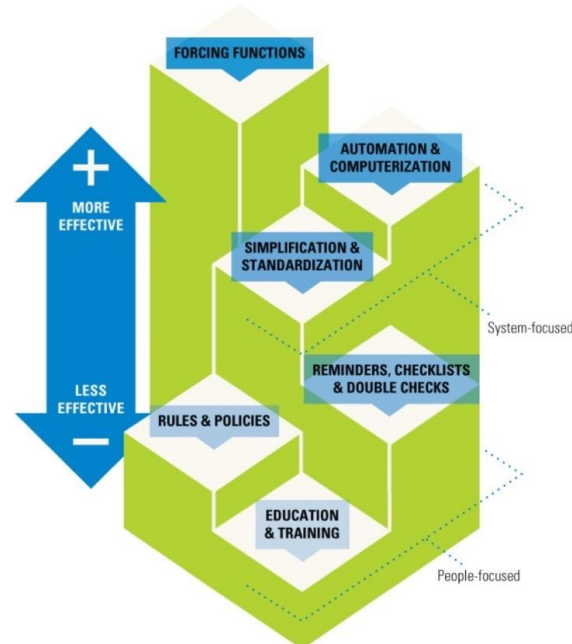 FORCING FUNCTIONS
AUTOMATION &
COMPUTERIZATION
+
MORE
EFFECTIVE
SIMPLIFICATION &
STANDARDIZATION
System-focused
REMINDERS, CHECKLISTS
& DOUBLE CHECKS
LESS
EFFECTIVE
–
RULES & POLICIES
EDUCATION
& TRAINING
People-focused